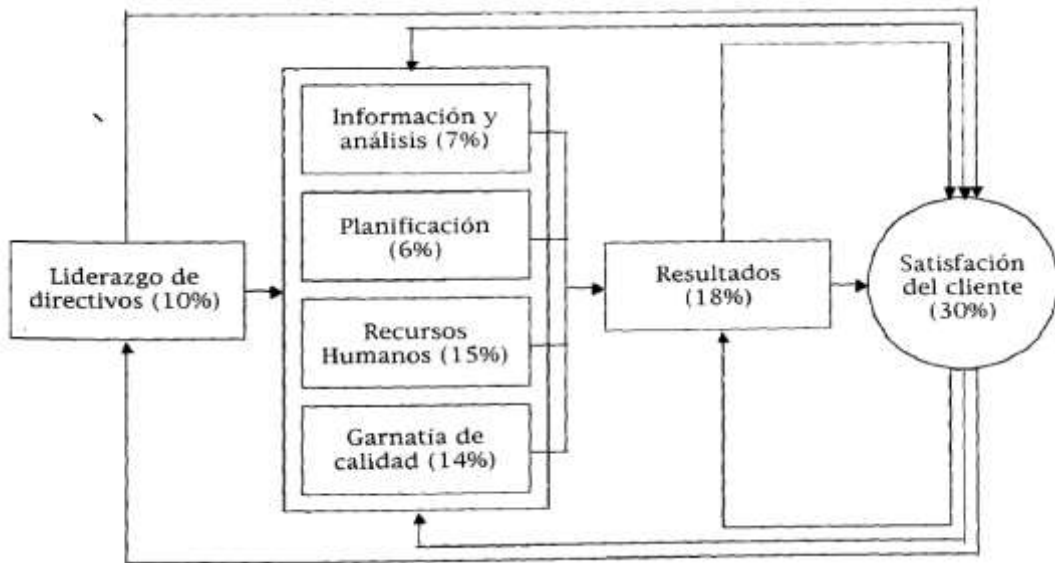 Información y
análisis (7%)
Planificación
(6%)
Liderazgo de
directivos (10%)
Recursos
Humanos (15%)
Garnatía de
calidad (14%)
Resultados
(18%)
Satisfación
del cliente
(30%)